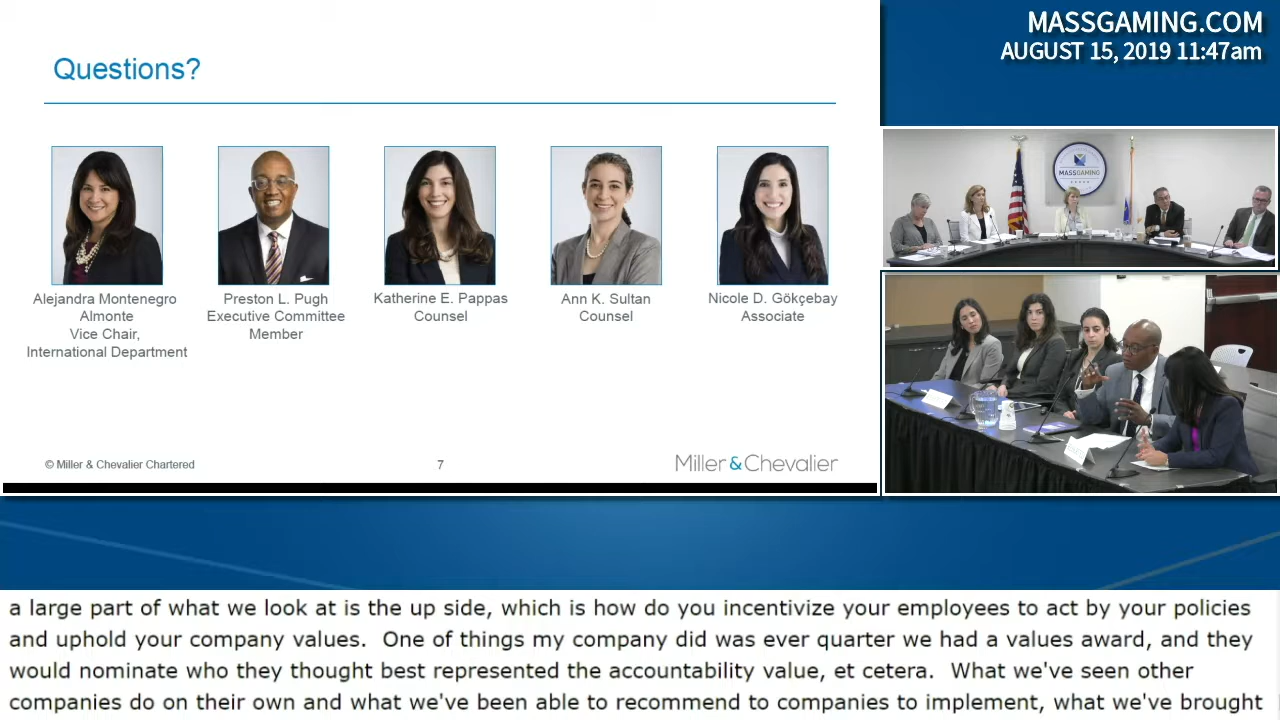 MASSGAMING.COM
AUGUST 15, 2019 11:47am
Questions?
Alejandra Montenegro
Almonte
Vice Chair,
International Department
Preston L. Pugh
Executive Committee
Member
Katherine E. Pappas
Counsel
Ann K. Sultan
Counsel
Nicole D. Gökçebay
Associate
© Miller & Chevalier Chartered
7
Miller&Chevalier
MASSGAMING
a large part of what we look at is the up side, which is how do you incentivize your employees to act by your policies
and uphold your company values.  One of things my company did was ever quarter we had a values award, and they
would nominate who they thought best represented the accountability value, et cetera.  What we've seen other
companies do on their own and what we've been able to recommend to companies to implement, what we've brought